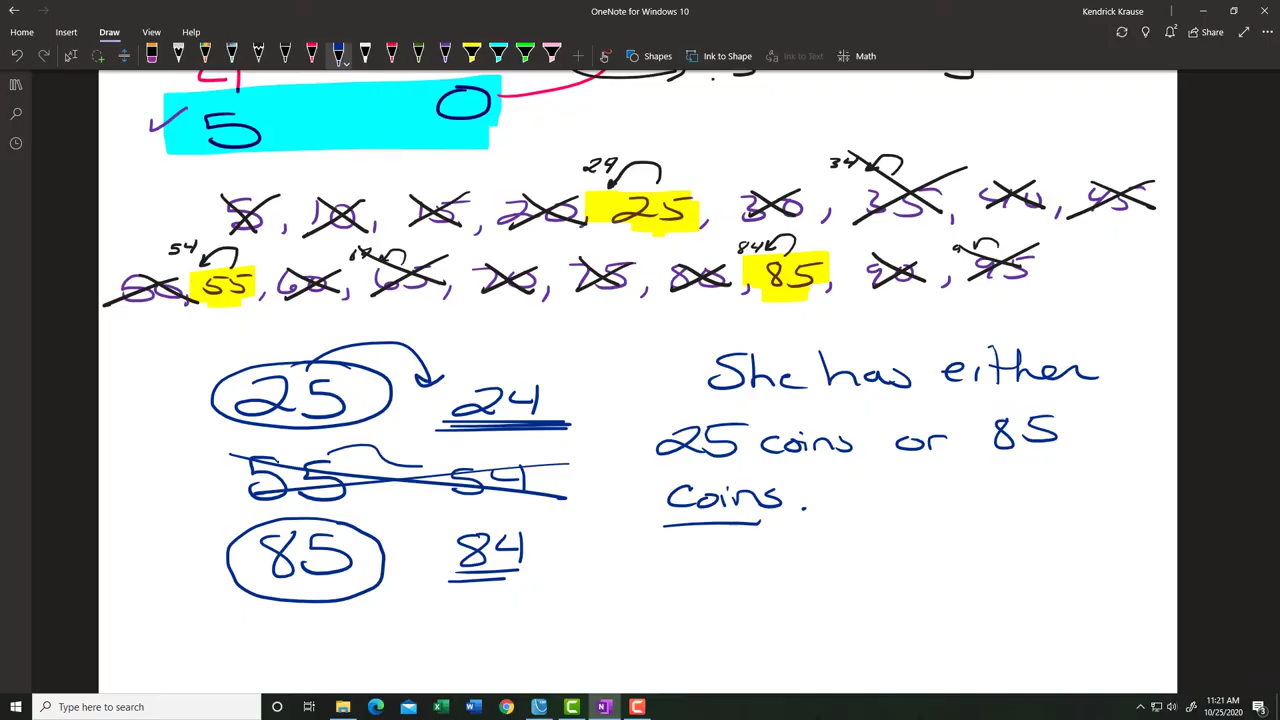 OneNote for Windows 10
Kendrick Krause
Home Insert Draw View Help
Share
Shapes Ink to Shape Ink to Text Math
4
5 0
29 34
5, 10, 15, 20, 25, 30, 35, 40, 45,
54 84 9
50, 55, 60, 65, 70, 75, 80, 85, 90, 95
25 24
55 54
85 84
She has either
25 coins or 85
coins.
Type here to search
11:21 AM
10/25/2020